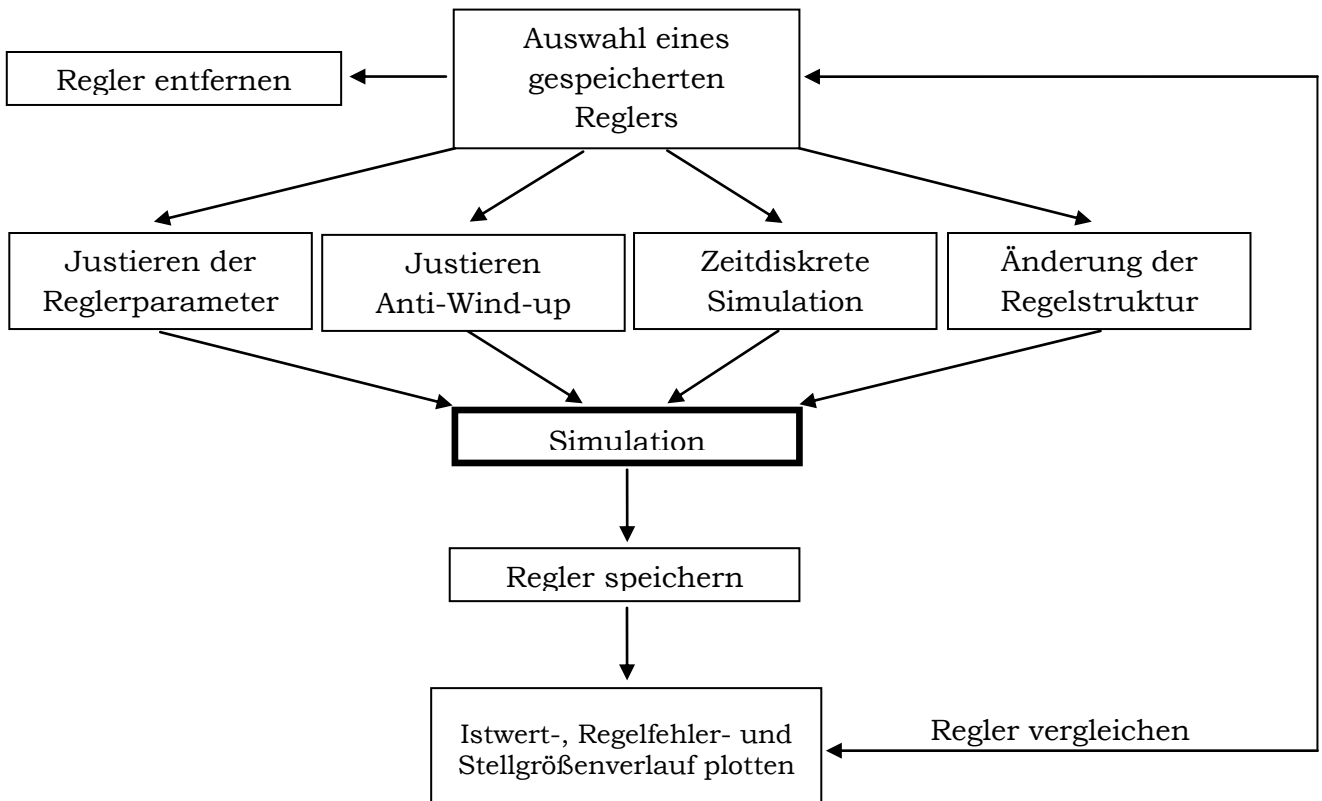 Auswahl eines
gespeicherten
Reglers
Regler entfernen
Justieren der
Reglerparameter
Justieren
Anti-Wind-up
Zeitdiskrete
Simulation
Änderung der
Regelstruktur
Simulation
Regler speichern
Istwert-, Regelfehler- und
Stellgrößenverlauf plotten
Regler vergleichen